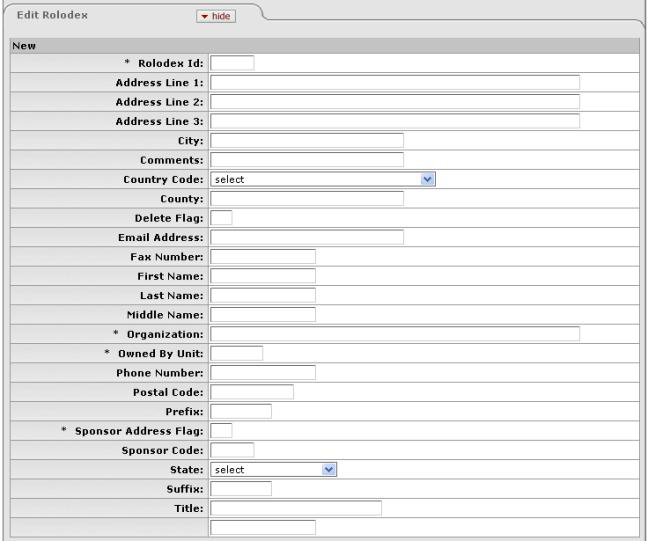 Edit Rolodex
hide
New
* Rolodex Id:
Address Line 1:
Address Line 2:
Address Line 3:
City:
Comments:
Country Code: select
County:
Delete Flag:
Email Address:
Fax Number:
First Name:
Last Name:
Middle Name:
* Organization:
* Owned By Unit:
Phone Number:
Postal Code:
Prefix:
* Sponsor Address Flag:
Sponsor Code:
State: select
Suffix:
Title: